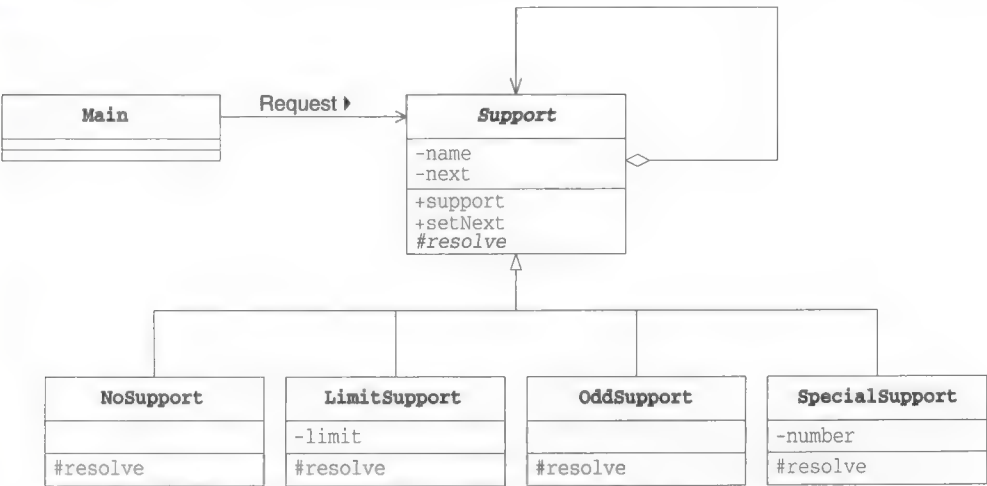 Request
Main
Support
-name
-next
+support
+setNext
#resolve
NoSupport
#resolve
LimitSupport
-limit
#resolve
OddSupport
#resolve
SpecialSupport
-number
#resolve